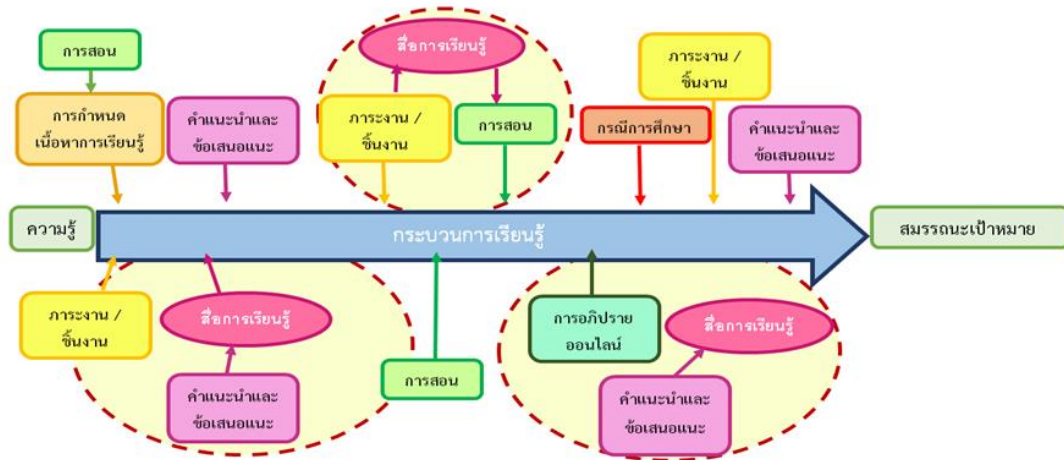 การสอน
การกำหนด
เนื้อหาการเรียนรู้
คำแนะนำและ
ข้อเสนอแนะ
สื่อการเรียนรู้
ภาระงาน /
ชิ้นงาน
การสอน
กรณีการศึกษา
ภาระงาน /
ชิ้นงาน
คำแนะนำและ
ข้อเสนอแนะ
ความรู้
กระบวนการเรียนรู้
สมรรถนะเป้าหมาย
ภาระงาน /
ชิ้นงาน
สื่อการเรียนรู้
คำแนะนำและ
ข้อเสนอแนะ
การสอน
การอภิปราย
ออนไลน์
สื่อการเรียนรู้
คำแนะนำและ
ข้อเสนอแนะ